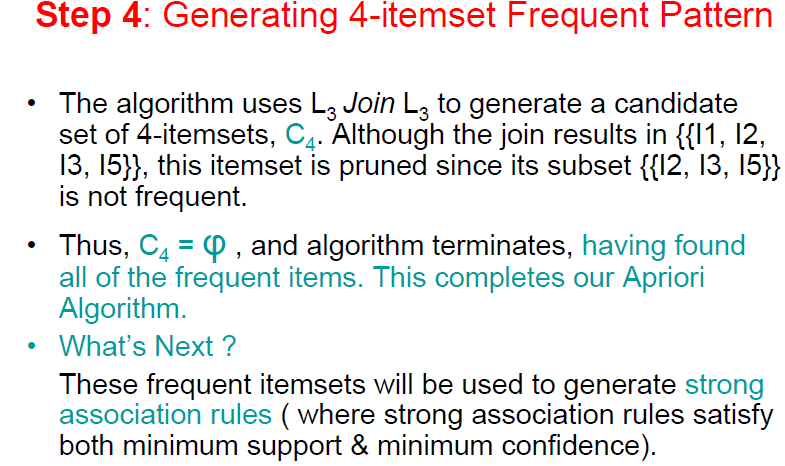 Step 4: Generating 4-itemset Frequent Pattern
• The algorithm uses L3 Join L3 to generate a candidate
set of 4-itemsets, C4. Although the join results in {{I1, I2,
I3, I5}}, this itemset is pruned since its subset {{I2, I3, I5}}
is not frequent.
• Thus, C4 = φ , and algorithm terminates, having found
all of the frequent items. This completes our Apriori
Algorithm.
• What's Next ?
These frequent itemsets will be used to generate strong
association rules ( where strong association rules satisfy
both minimum support & minimum confidence).